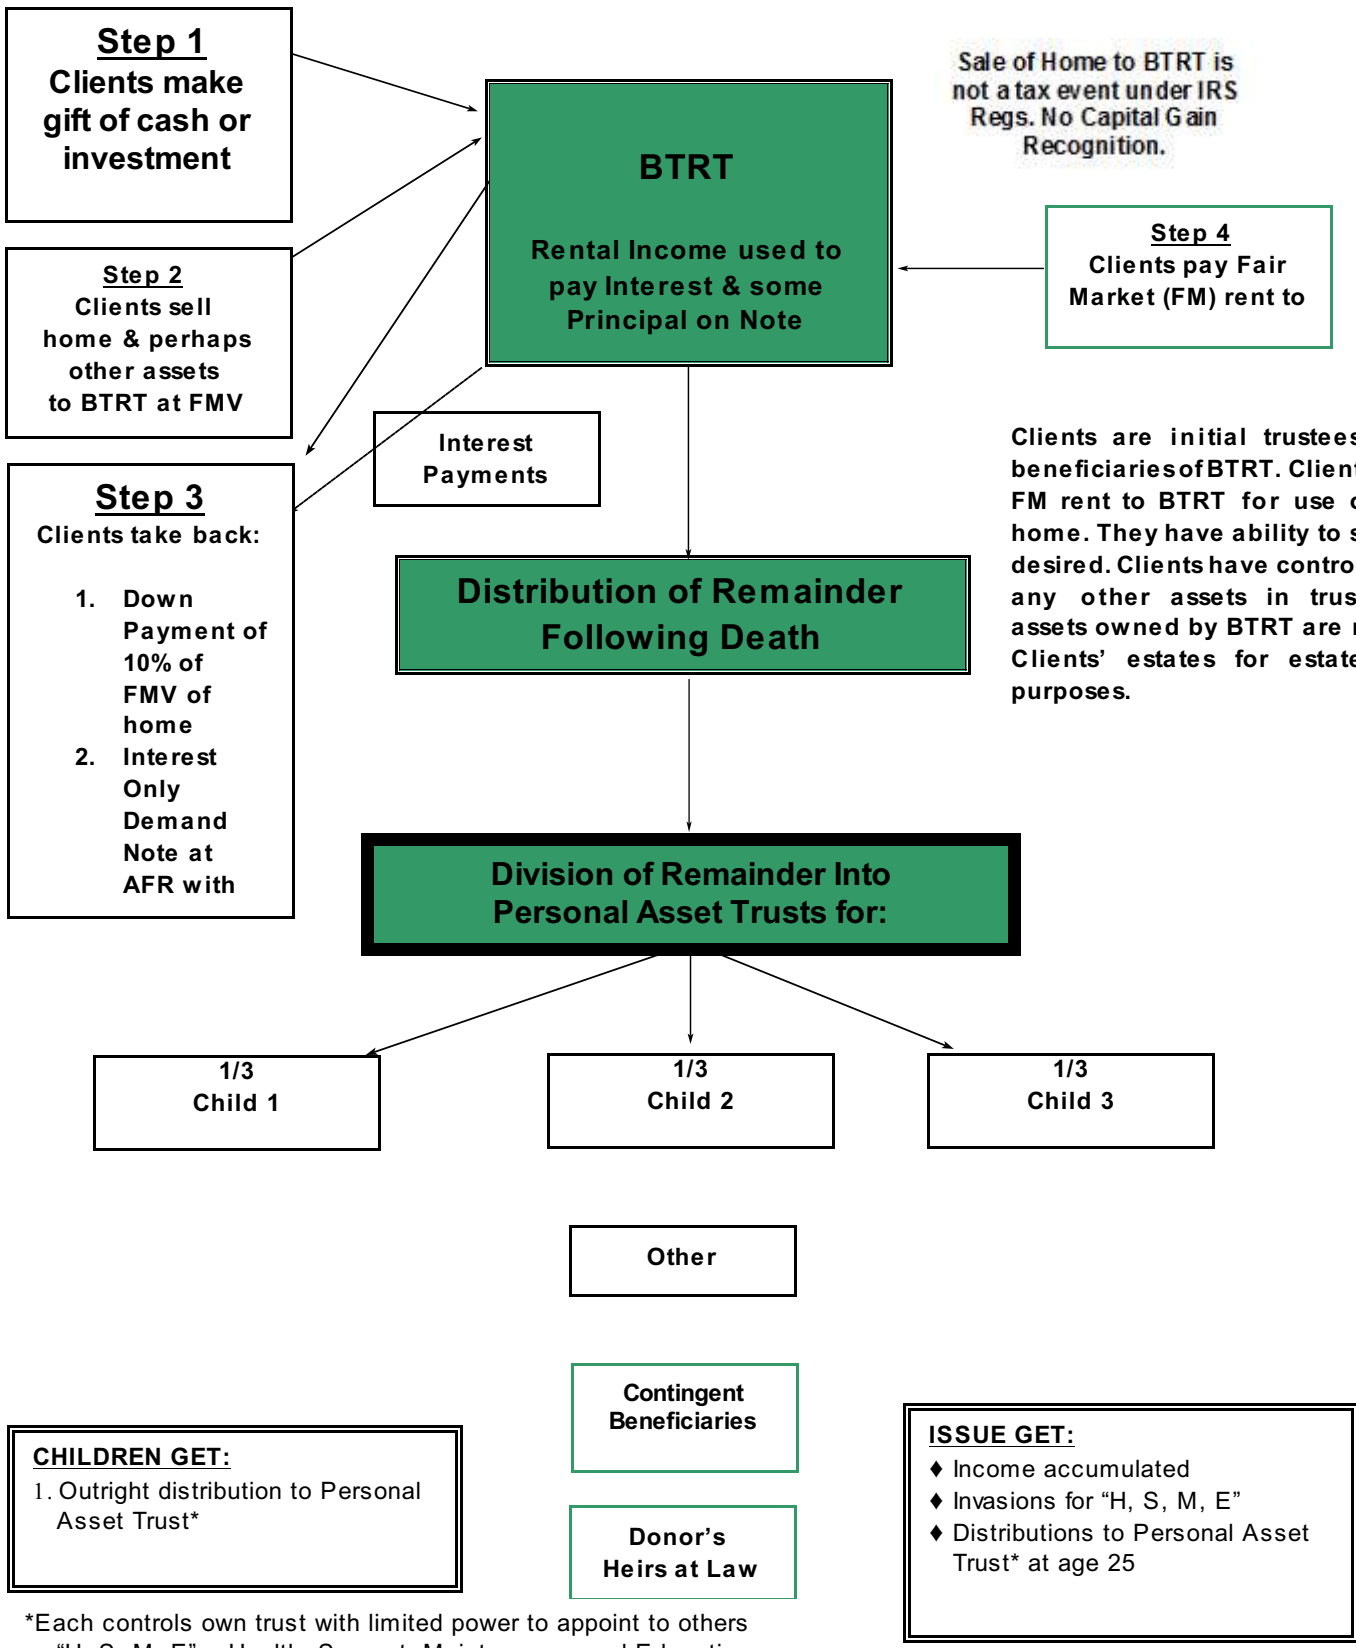 Step 1
Clients make
gift of cash or
investment
BTRT
Rental Income used to
pay Interest & some
Principal on Note
Sale of Home to BTRT is
not a tax event under IRS
Regs. No Capital Gain
Recognition.
Step 2
Clients sell
home & perhaps
other assets
to BTRT at FMV
Step 4
Clients pay Fair
Market (FM) rent to
Interest
Payments
Step 3
Clients take back:
1. Down
Payment of
10% of
FMV of
home
2. Interest
Only
Demand
Note at
AFR with
Clients are initial trustees
beneficiaries of BTRT. Client
FM rent to BTRT for use
home. They have ability to
desired. Clients have contro
any other assets in trus
assets owned by BTRT are
Clients’ estates for estate
purposes.
Distribution of Remainder
Following Death
Division of Remainder Into
Personal Asset Trusts for:
1/3
Child 1
1/3
Child 2
1/3
Child 3
Other
Contingent
Beneficiaries
Donor’s
Heirs at Law
CHILDREN GET:
1. Outright distribution to Personal
Asset Trust*
ISSUE GET:
♦ Income accumulated
♦ Invasions for “H, S, M, E”
♦ Distributions to Personal Asset
Trust* at age 25
*Each controls own trust with limited power to appoint to others